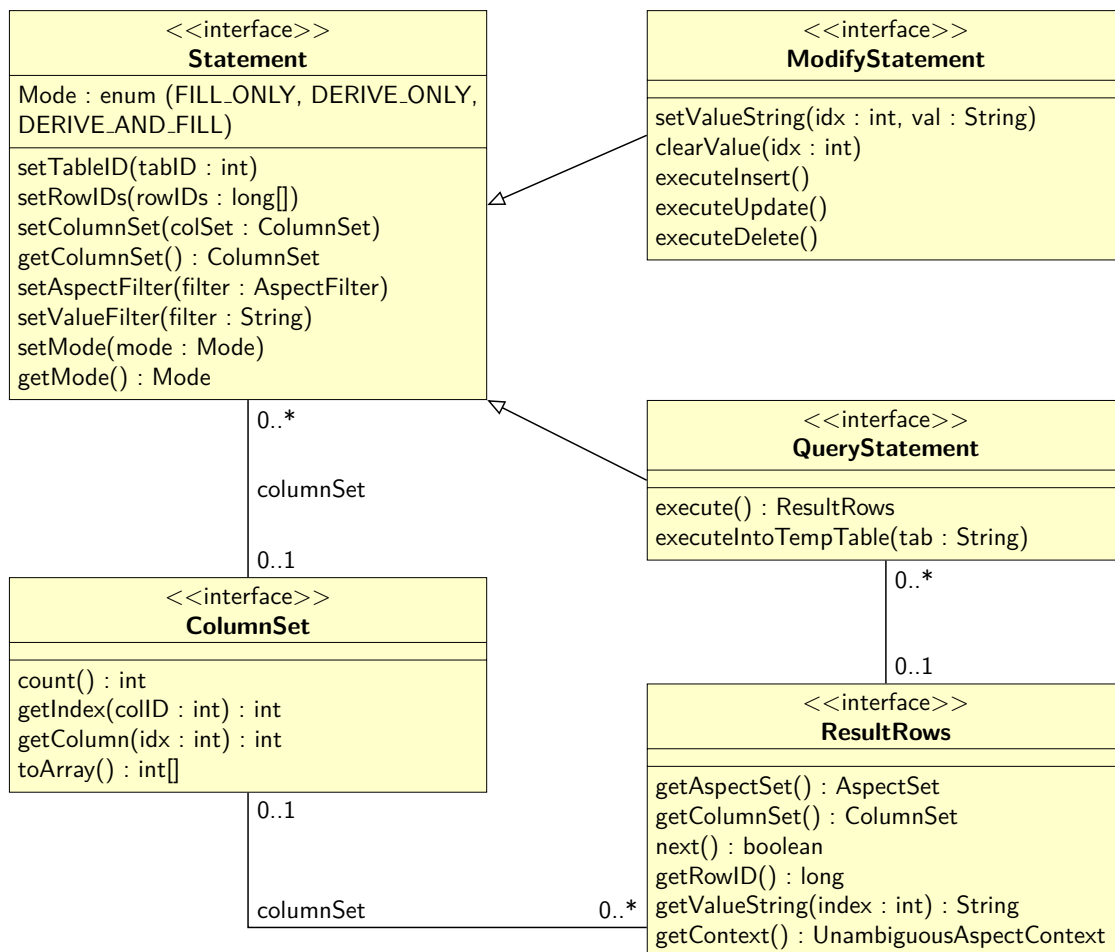 <<interface>>
Statement
Mode : enum (FILL_ONLY, DERIVE_ONLY,
DERIVE_AND_FILL)
setTableID(tabID : int)
setRowIDs(rowIDs : long[])
setColumnSet(colSet : ColumnSet)
getColumnSet() : ColumnSet
setAspectFilter(filter : AspectFilter)
setValueFilter(filter : String)
setMode(mode : Mode)
getMode() : Mode
<<interface>>
ModifyStatement
setValueString(idx : int, val : String)
clearValue(idx : int)
executeInsert()
executeUpdate()
executeDelete()
0..*
columnSet
0..1
<<interface>>
QueryStatement
execute() : ResultRows
executeIntoTempTable(tab : String)
0..*
0..1
<<interface>>
ColumnSet
count() : int
getIndex(colID : int) : int
getColumn(idx : int) : int
toArray() : int[]
0..1
columnSet
0..*
<<interface>>
ResultRows
getAspectSet() : AspectSet
getColumnSet() : ColumnSet
next() : boolean
getRowID() : long
getValueString(index : int) : String
getContext() : UnambiguousAspectContext